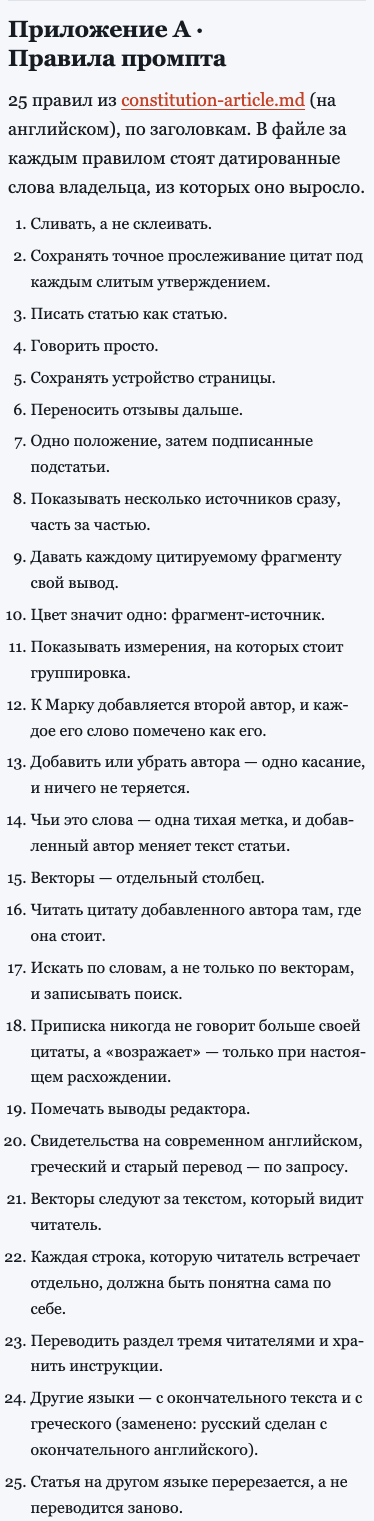 Приложение А ·
Правила промпта
25 правил из constitution-article.md (на
английском), по заголовкам. В файле за
каждым правилом стоят датированные
слова владельца, из которых оно выросло.
1. Сливать, а не склеивать.
2. Сохранять точное прослеживание цитат под
каждым слитым утверждением.
3. Писать статью как статью.
4. Говорить просто.
5. Сохранять устройство страницы.
6. Переносить отзывы дальше.
7. Одно положение, затем подписанные
подстатьи.
8. Показывать несколько источников сразу,
часть за частью.
9. Давать каждому цитируемому фрагменту
свой вывод.
10. Цвет значит одно: фрагмент-источник.
11. Показывать измерения, на которых стоит
группировка.
12. К Марку добавляется второй автор, и каж-
дое его слово помечено как его.
13. Добавить или убрать автора — одно касание,
и ничего не теряется.
14. Чьи это слова — одна тихая метка, и добав-
ленный автор меняет текст статьи.
15. Векторы — отдельный столбец.
16. Читать цитату добавленного автора там, где
она стоит.
17. Искать по словам, а не только по векторам,
и записывать поиск.
18. Приписка никогда не говорит больше своей
цитаты, а «возражает» — только при настоя-
щем расхождении.
19. Помечать выводы редактора.
20. Свидетельства на современном английском,
греческий и старый перевод — по запросу.
21. Векторы следуют за текстом, который видит
читатель.
22. Каждая строка, которую читатель встречает
отдельно, должна быть понятна сама по
себе.
23. Переводить раздел тремя читателями и хра-
нить инструкции.
24. Другие языки — с окончательного текста и с
греческого (заменено: русский сделан с
окончательного английского).
25. Статья на другом языке перерезается, а не
переводится заново.